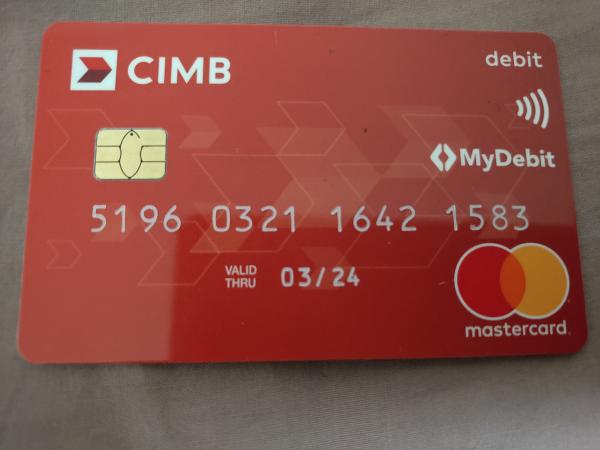 CIMB
debit
MyDebit
5196 0321 1642 1583
VALID THRU 03/24
mastercard